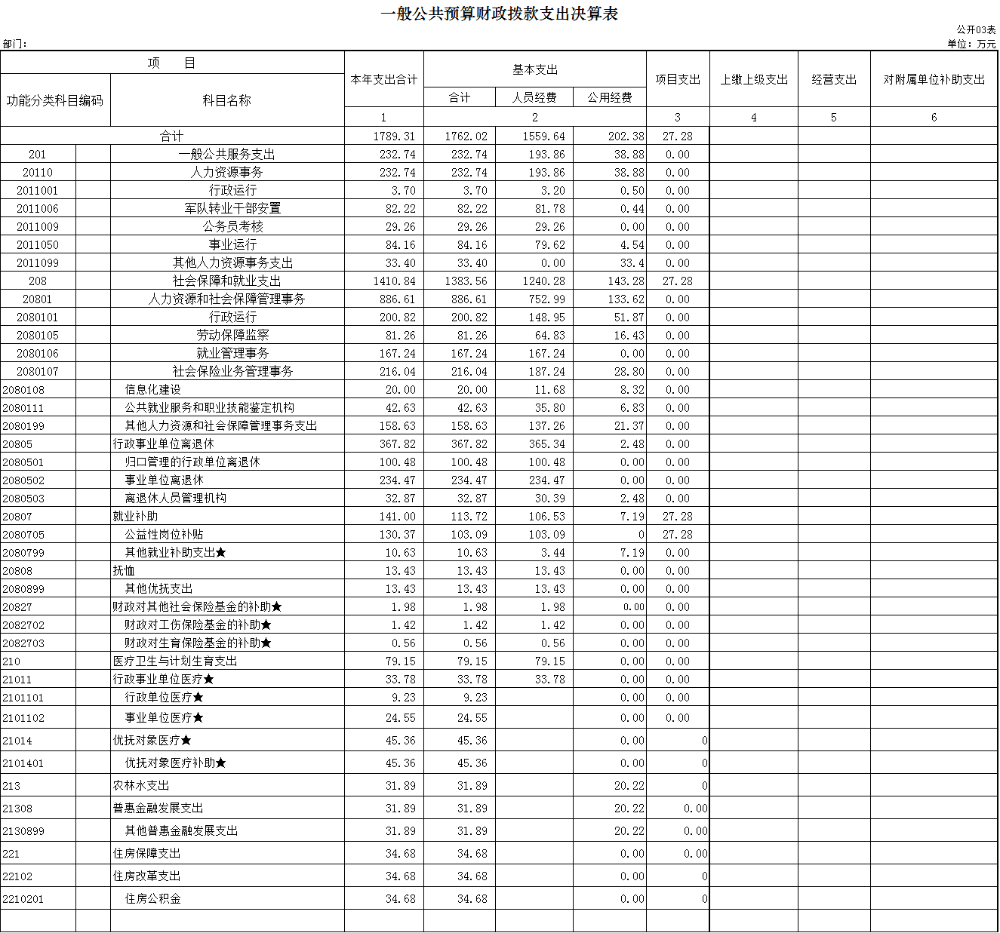 一般公共预算财政拨款支出决算表
公开03表
部门： 单位：万元
项 目 本年支出合计 基本支出 项目支出 上缴上级支出 经营支出 对附属单位补助支出
功能分类科目编码 科目名称 合计 人员经费 公用经费
1 2 3 4 5 6
合计 1789.31 1762.02 1559.64 202.38 27.28
201 一般公共服务支出 232.74 232.74 193.86 38.88 0.00
20110 人力资源事务 232.74 232.74 193.86 38.88 0.00
2011001 行政运行 3.70 3.70 3.20 0.50 0.00
2011006 军队转业干部安置 82.22 82.22 81.78 0.44 0.00
2011009 公务员考核 29.26 29.26 29.26 0.00 0.00
2011050 事业运行 84.16 84.16 79.62 4.54 0.00
2011099 其他人力资源事务支出 33.40 33.40 0.00 33.4 0.00
208 社会保障和就业支出 1410.84 1383.56 1240.28 143.28 27.28
20801 人力资源和社会保障管理事务 886.61 886.61 752.99 133.62 0.00
2080101 行政运行 200.82 200.82 148.95 51.87 0.00
2080105 劳动保障监察 81.26 81.26 64.83 16.43 0.00
2080106 就业管理事务 167.24 167.24 167.24 0.00 0.00
2080107 社会保险业务管理事务 216.04 216.04 187.24 28.80 0.00
2080108 信息化建设 20.00 20.00 11.68 8.32 0.00
2080111 公共就业服务和职业技能鉴定机构 42.63 42.63 35.80 6.83 0.00
2080199 其他人力资源和社会保障管理事务支出 158.63 158.63 137.26 21.37 0.00
20805 行政事业单位离退休 367.82 367.82 365.34 2.48 0.00
2080501 归口管理的行政单位离退休 100.48 100.48 100.48 0.00 0.00
2080502 事业单位离退休 234.47 234.47 234.47 0.00 0.00
2080503 离退休人员管理机构 32.87 32.87 30.39 2.48 0.00
20807 就业补助 141.00 113.72 106.53 7.19 27.28
2080705 公益性岗位补贴 130.37 103.09 103.09 0 27.28
2080799 其他就业补助支出★ 10.63 10.63 3.44 7.19 0.00
20808 抚恤 13.43 13.43 13.43 0.00 0.00
2080899 其他优抚支出 13.43 13.43 13.43 0.00 0.00
20827 财政对其他社会保险基金的补助★ 1.98 1.98 1.98 0.00 0.00
2082702 财政对工伤保险基金的补助★ 1.42 1.42 1.42 0.00 0.00
2082703 财政对生育保险基金的补助★ 0.56 0.56 0.56 0.00 0.00
210 医疗卫生与计划生育支出 79.15 79.15 79.15 0.00 0.00
21011 行政事业单位医疗★ 33.78 33.78 33.78 0.00 0.00
2101101 行政单位医疗★ 9.23 9.23 0.00 0.00
2101102 事业单位医疗★ 24.55 24.55 0.00 0.00
21014 优抚对象医疗★ 45.36 45.36 0.00 0
2101401 优抚对象医疗补助★ 45.36 45.36 0.00 0
213 农林水支出 31.89 31.89 20.22 0
21308 普惠金融发展支出 31.89 31.89 20.22 0.00
2130899 其他普惠金融发展支出 31.89 31.89 20.22 0.00
221 住房保障支出 34.68 34.68 0.00 0.00
22102 住房改革支出 34.68 34.68 0.00 0
2210201 住房公积金 34.68 34.68 0.00 0